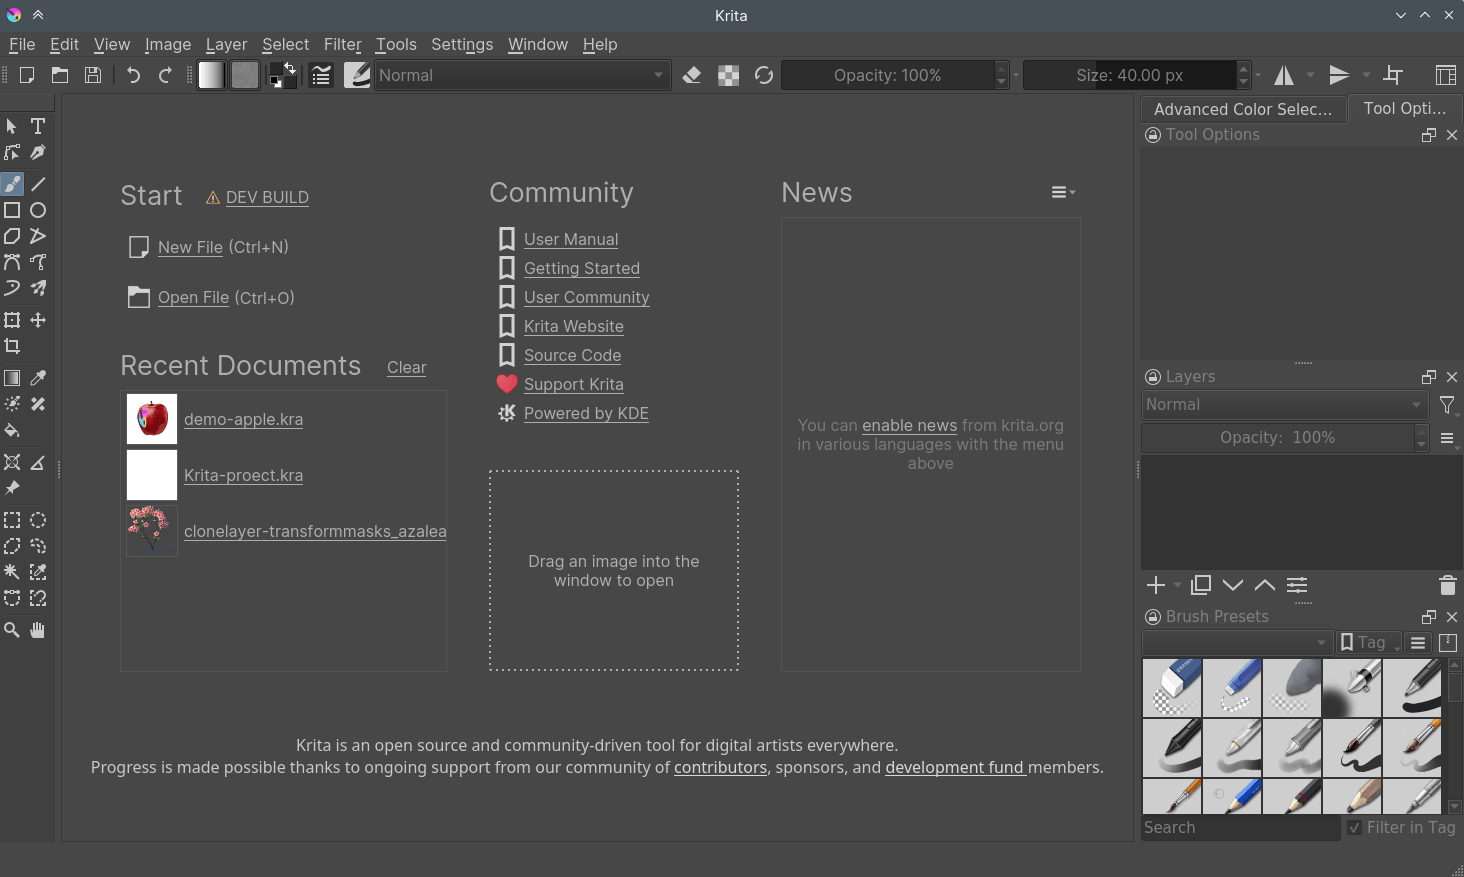 Krita
File Edit View Image Layer Select Filter Tools Settings Window Help
Normal
Opacity: 100%
Size: 40.00 px
Advanced Color Selec...
Tool Opti...
Tool Options
Start
DEV BUILD
New File (Ctrl+N)
Open File (Ctrl+O)
Recent Documents
Clear
demo-apple.kra
Krita-proect.kra
clonelayer-transformmasks_azalea
Community
User Manual
Getting Started
User Community
Krita Website
Source Code
Support Krita
Powered by KDE
Drag an image into the
window to open
News
You can enable news from krita.org
in various languages with the menu
above
Krita is an open source and community-driven tool for digital artists everywhere.
Progress is made possible thanks to ongoing support from our community of contributors, sponsors, and development fund members.
Layers
Normal
Opacity: 100%
Brush Presets
Tag
Search
Filter in Tag